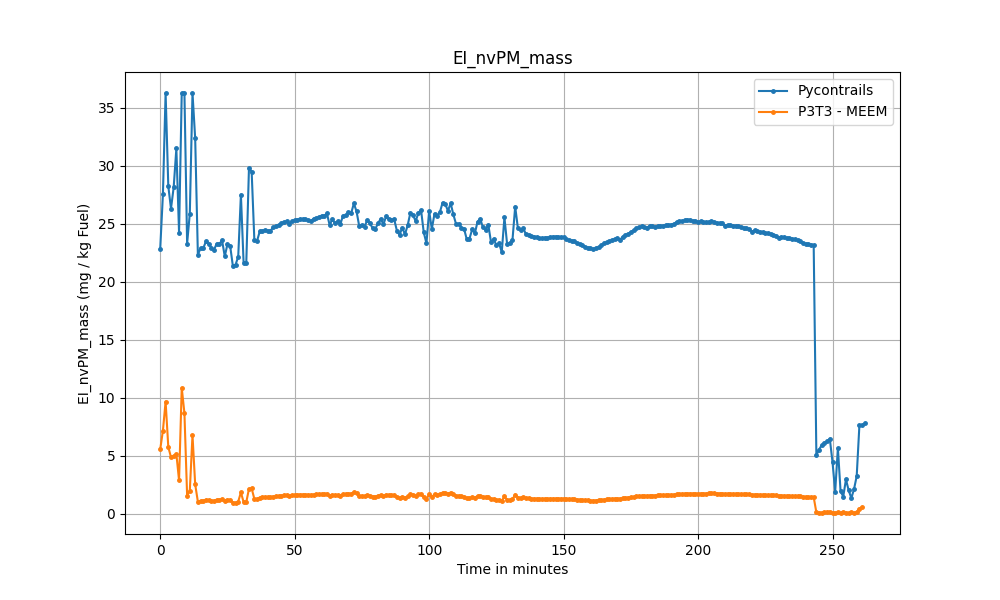 EI_nvPM_mass
Pycontrails
P3T3 - MEEM
EI_nvPM_mass (mg / kg Fuel)
35
30
25
20
15
10
5
0
0 50 100 150 200 250
Time in minutes